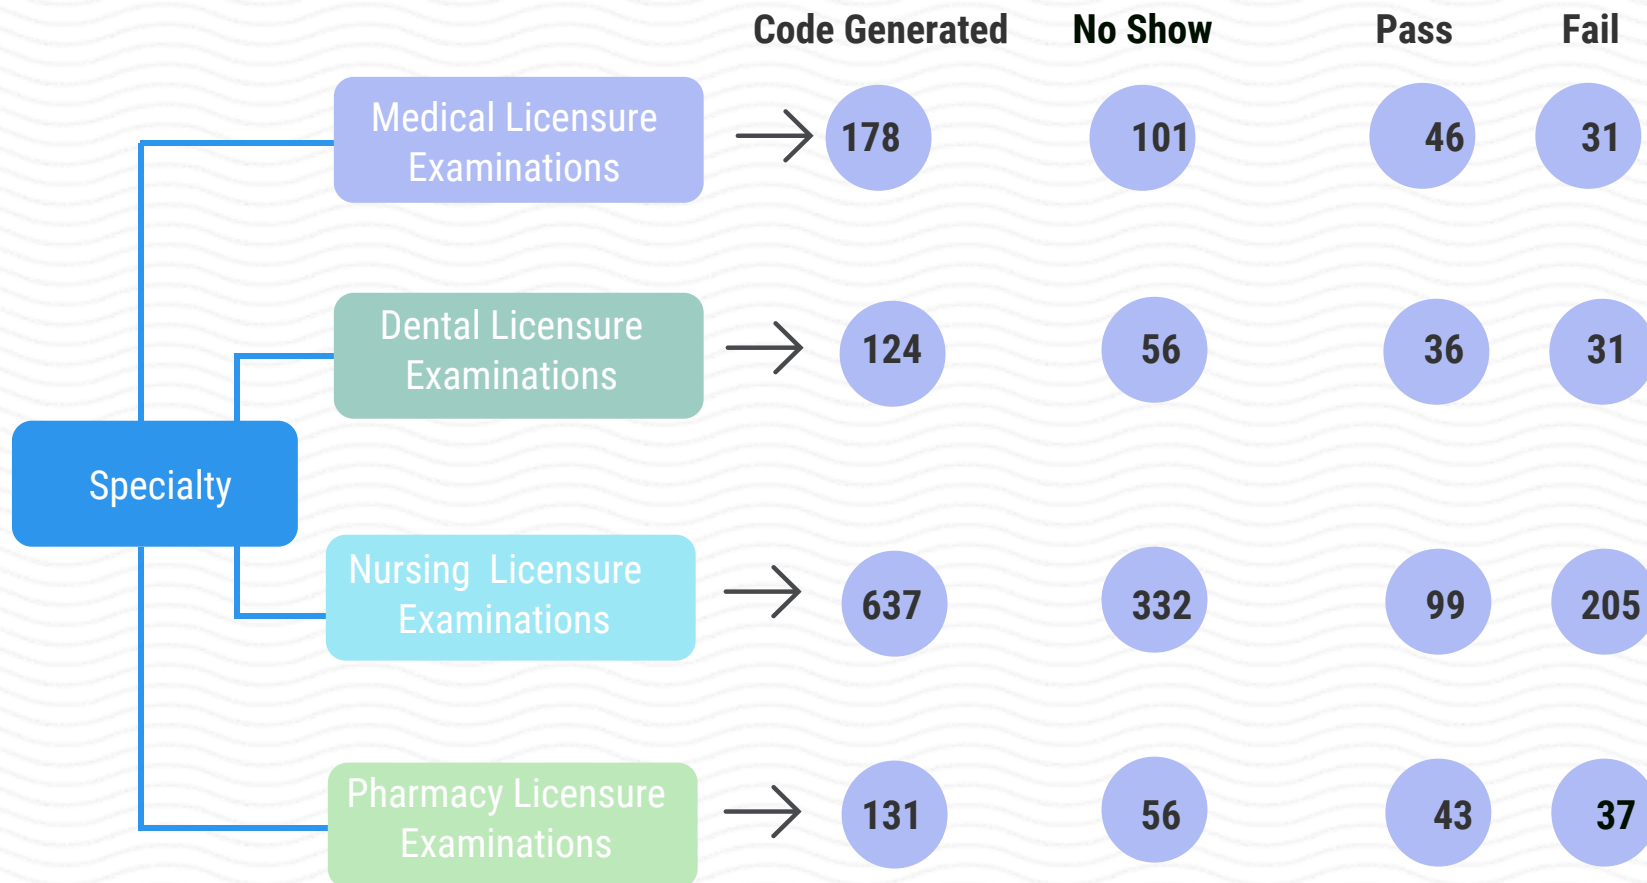 Code Generated No Show Pass Fail
Medical Licensure
Examinations
178 101 46 31
Dental Licensure
Examinations
124 56 36 31
Specialty
Nursing Licensure
Examinations
637 332 99 205
Pharmacy Licensure
Examinations
131 56 43 37